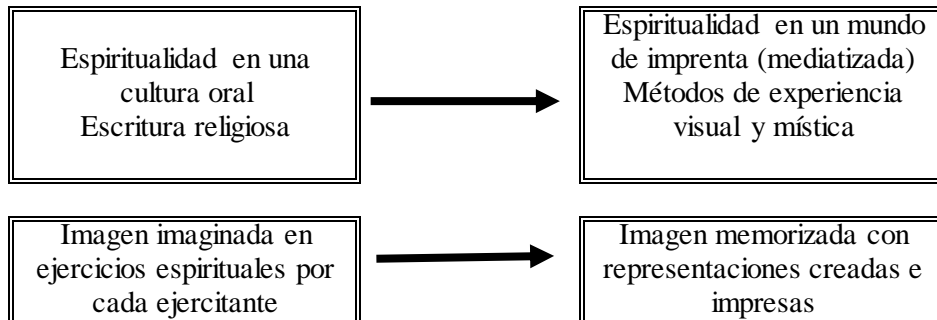 Espiritualidad en una
cultura oral
Escritura religiosa
Espiritualidad en un mundo
de imprenta (mediatizada)
Métodos de experiencia
visual y mística
Imagen imaginada en
ejercicios espirituales por
cada ejercitante
Imagen memorizada con
representaciones creadas e
impresas